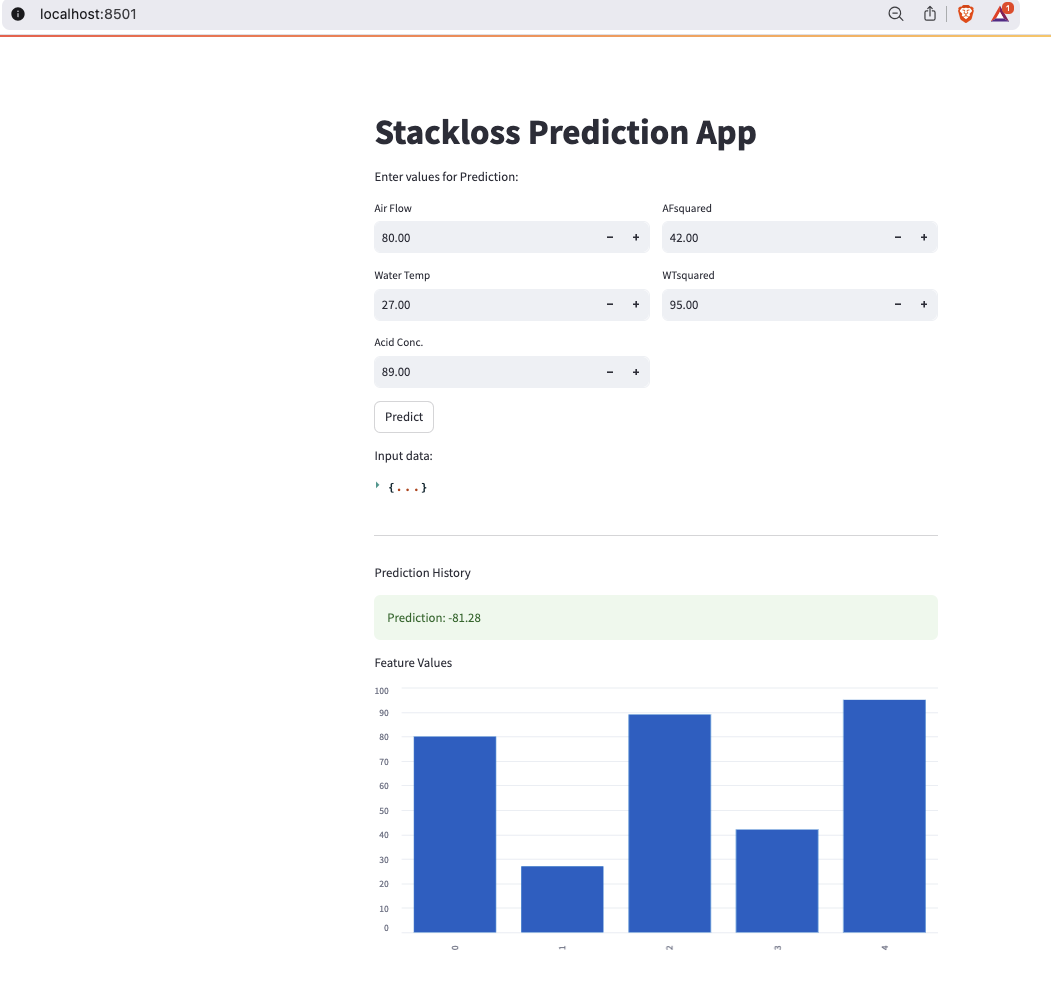 localhost:8501
1
Stackloss Prediction App
Enter values for Prediction:
Air Flow
80.00 − +
AFsquared
42.00 − +
Water Temp
27.00 − +
WTsquared
95.00 − +
Acid Conc.
89.00 − +
Predict
Input data:
{...}
Prediction History
Prediction: -81.28
Feature Values
100
90
80
70
60
50
40
30
20
10
0
0 1 2 3 4